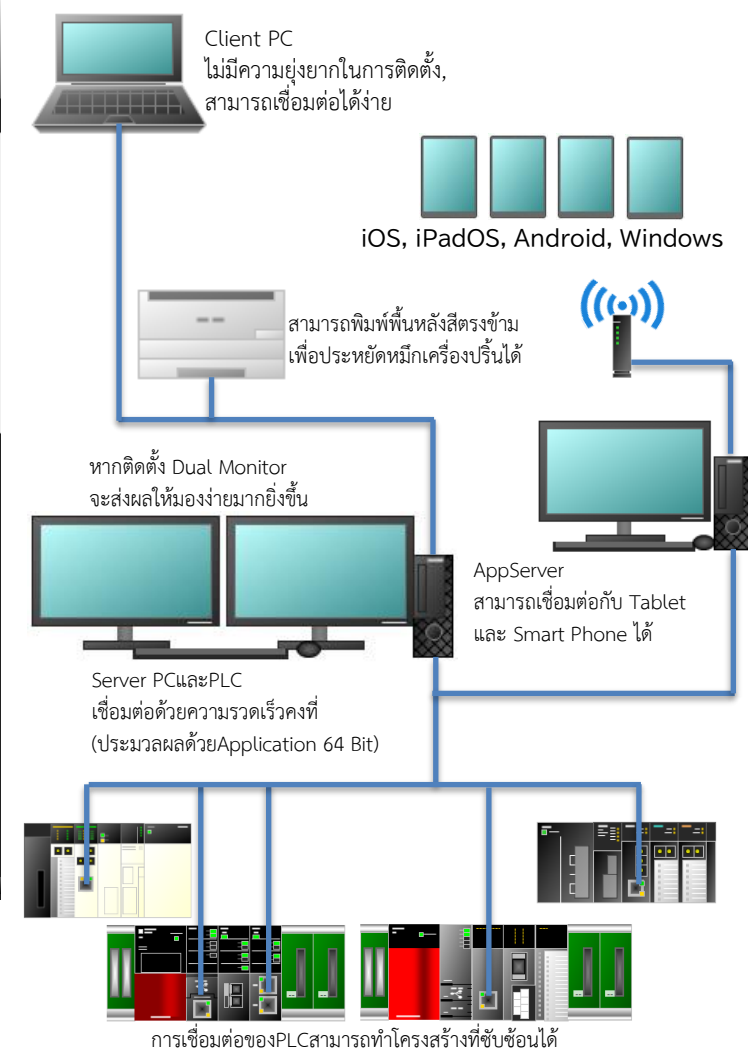 Client PC
ไม่มีความยุ่งยากในการติดตั้ง,
สามารถเชื่อมต่อได้ง่าย
iOS, iPadOS, Android, Windows
สามารถพิมพ์พื้นหลังสีตรงข้าม
เพื่อประหยัดหมึกเครื่องปริ้นได้
หากติดตั้ง Dual Monitor
จะส่งผลให้มองง่ายมากยิ่งขึ้น
AppServer
สามารถเชื่อมต่อกับ Tablet
และ Smart Phone ได้
Server PCและPLC
เชื่อมต่อด้วยความรวดเร็วคงที่
(ประมวลผลด้วยApplication 64 Bit)
การเชื่อมต่อของPLCสามารถทำโครงสร้างที่ซับซ้อนได้